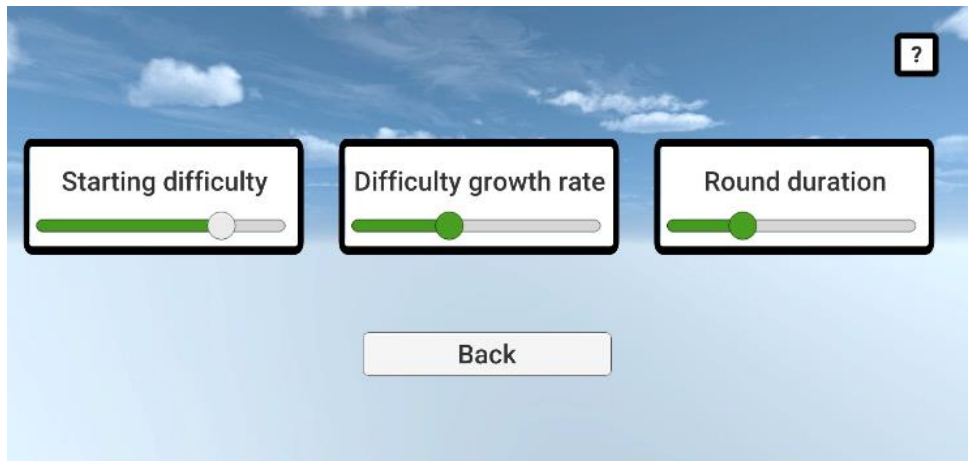 ?
Starting difficulty
Difficulty growth rate
Round duration
Back